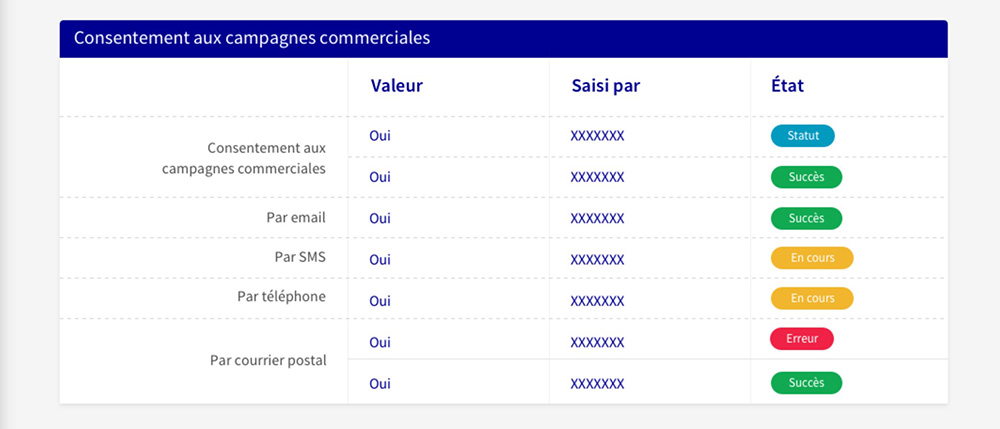 Consentement aux campagnes commerciales
Valeur Saisi par État
Consentement aux
campagnes commerciales
Oui XXXXXXX Statut
Oui XXXXXXX Succès
Par email Oui XXXXXXX Succès
Par SMS Oui XXXXXXX En cours
Par téléphone Oui XXXXXXX En cours
Par courrier postal
Oui XXXXXXX Erreur
Oui XXXXXXX Succès